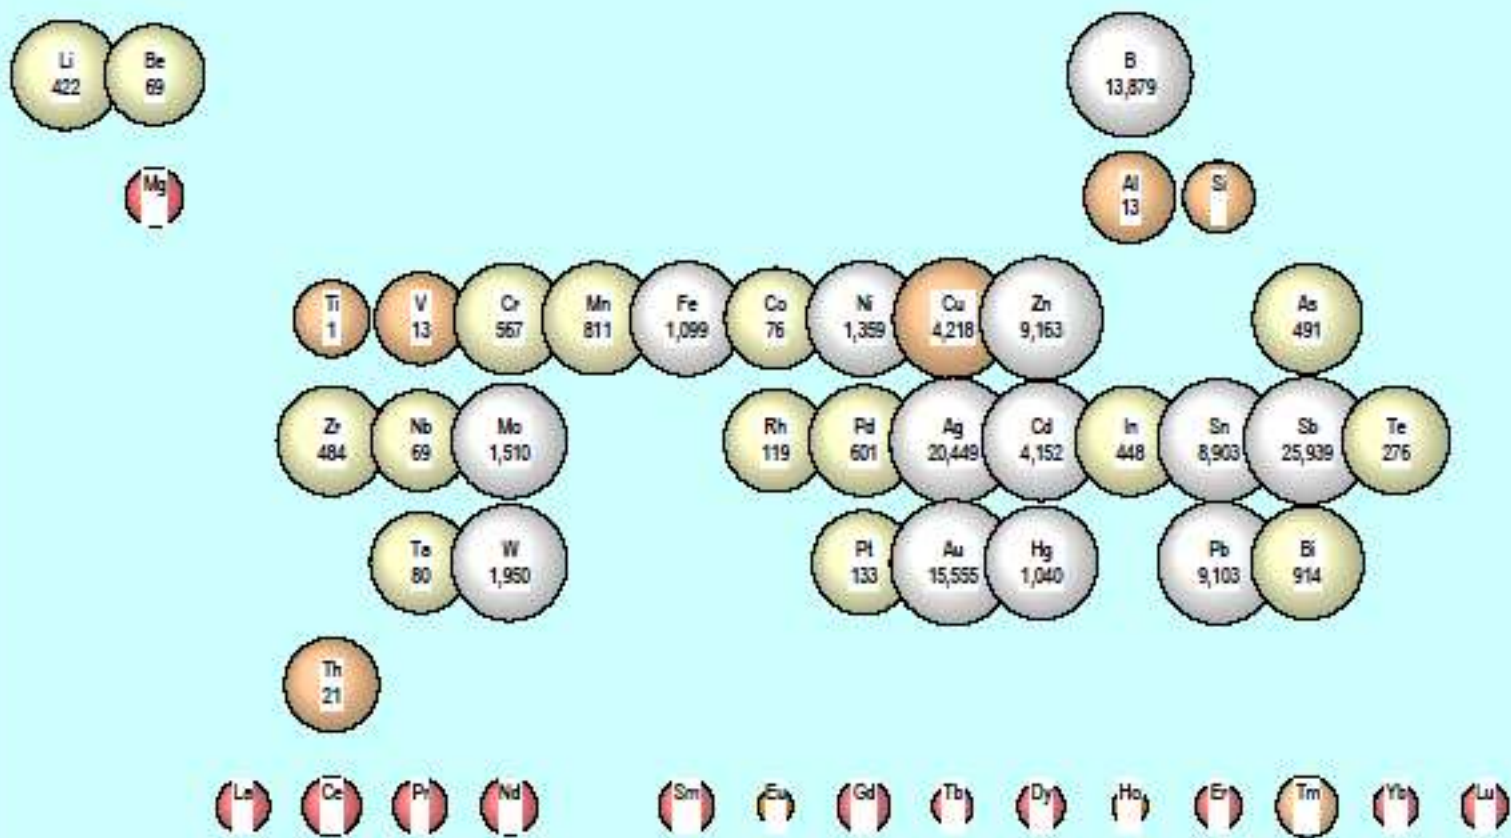 Li
422
Be
69
B
13,879
Mg
Al
13
Si
Ti
1
V
13
Cr
567
Mn
811
Fe
1,099
Co
76
Ni
1,359
Cu
4,218
Zn
9,163
As
491
Zr
484
Nb
69
Mo
1,510
Rh
119
Pd
601
Ag
20,449
Cd
4,152
In
448
Sn
8,903
Sb
25,939
Te
276
Ta
80
W
1,950
Pt
133
Au
15,555
Hg
1,040
Pb
9,103
Bi
914
Th
21
La
Ce
Pr
Nd
Sm
Eu
Gd
Tb
Dy
Ho
Er
Tm
Yb
Lu